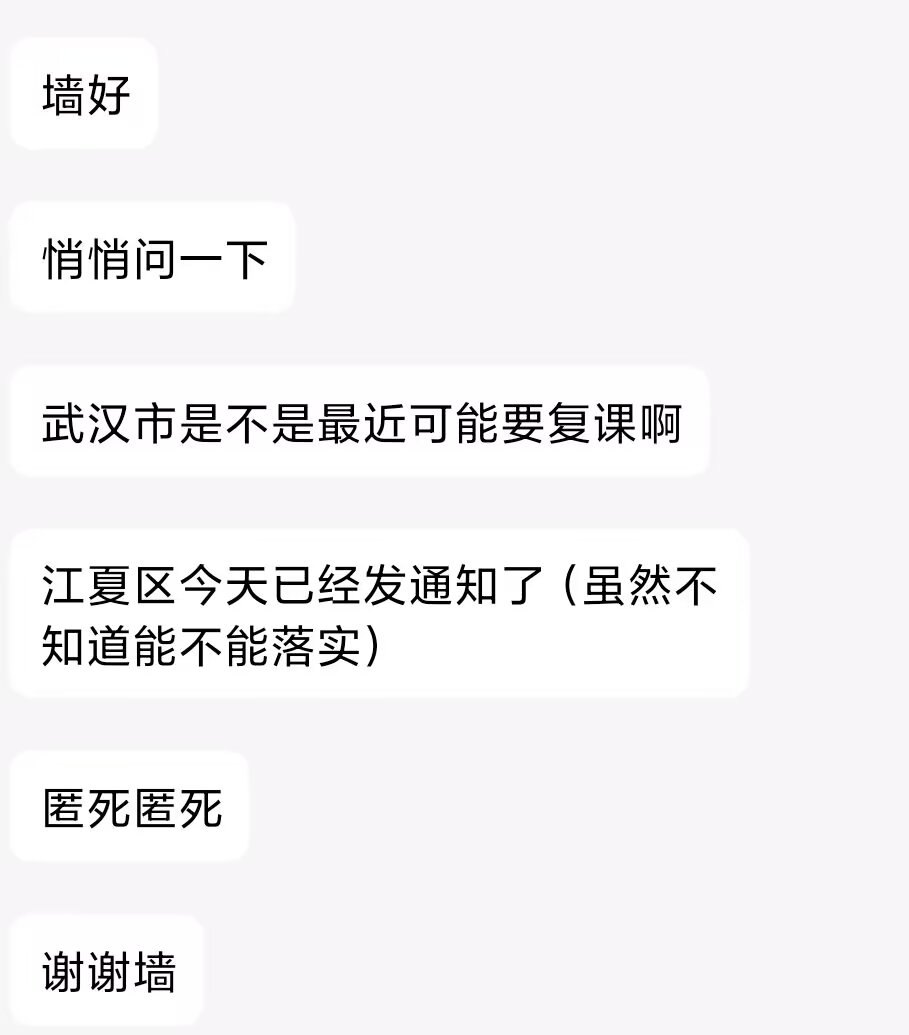 墙好
悄悄问一下
武汉市是不是最近可能要复课啊
江夏区今天已经发通知了（虽然不
知道能不能落实）
匿死匿死
谢谢墙